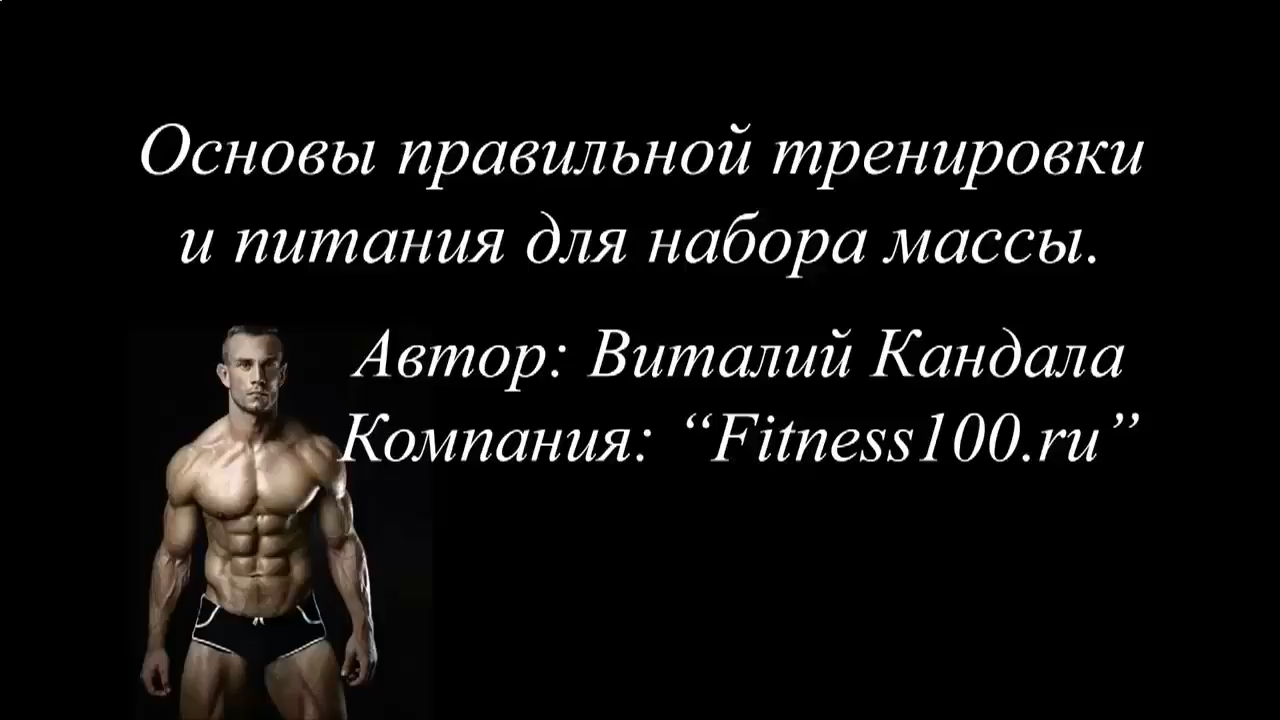 Основы правильной тренировки
и питания для набора массы.
Автор: Виталий Кандала
Компания: “Fitness100.ru”